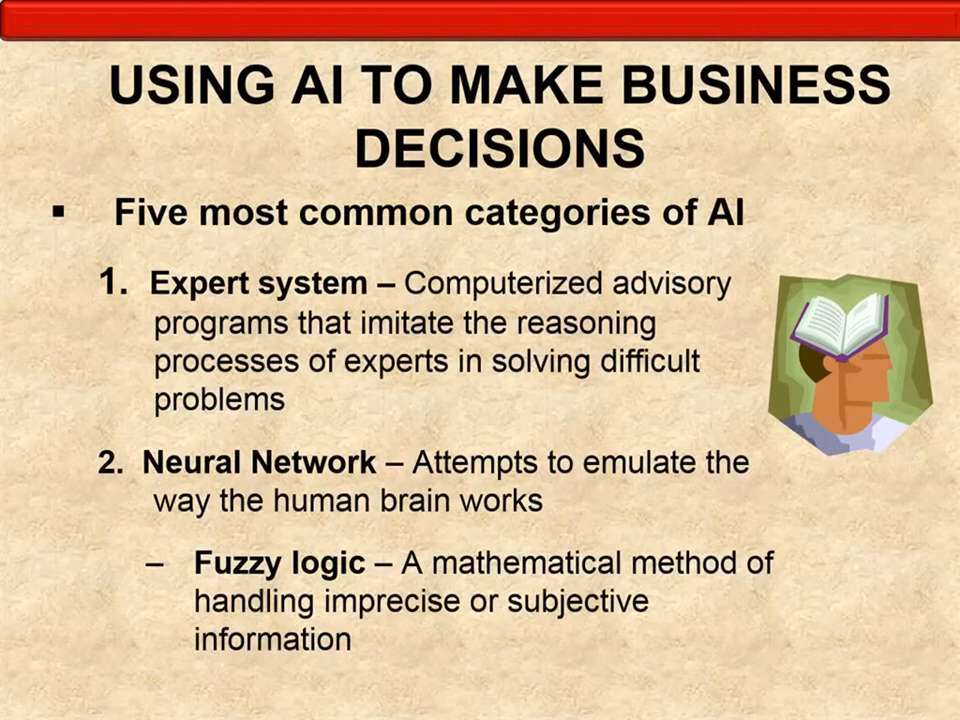 USING AI TO MAKE BUSINESS
DECISIONS
▪ Five most common categories of AI
1. Expert system – Computerized advisory
programs that imitate the reasoning
processes of experts in solving difficult
problems
2. Neural Network – Attempts to emulate the
way the human brain works
– Fuzzy logic – A mathematical method of
handling imprecise or subjective
information